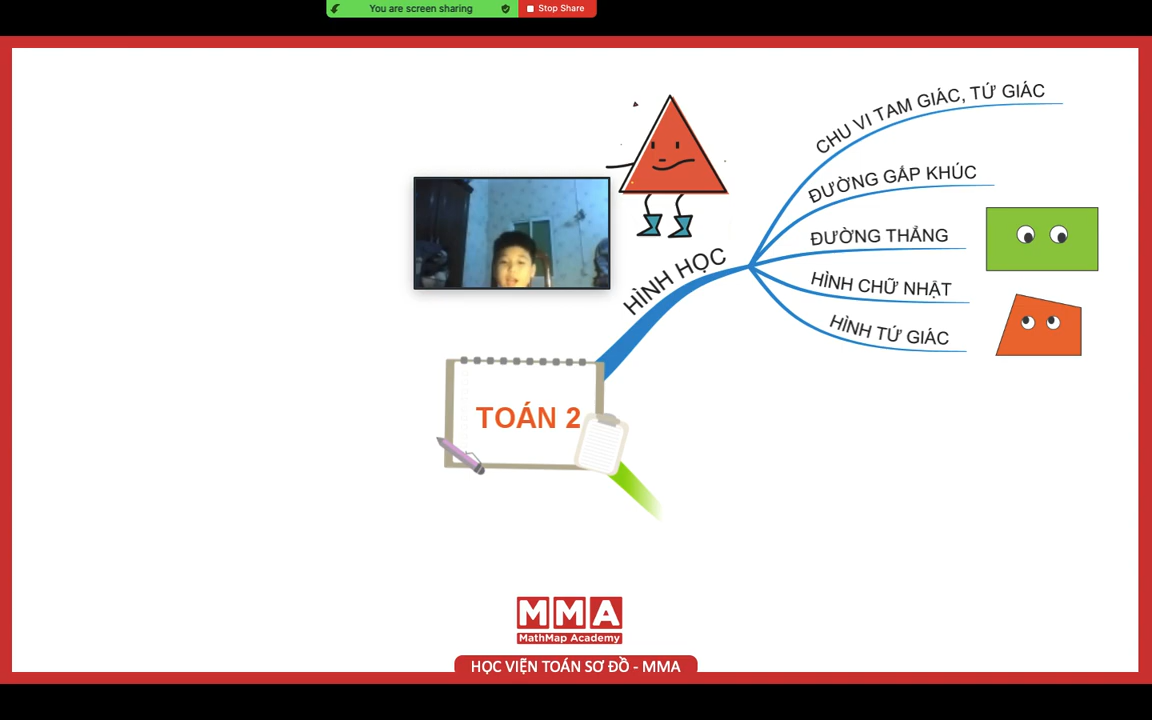 You are screen sharing
Stop Share
CHU VI TAM GIÁC, TỨ GIÁC
ĐƯỜNG GẤP KHÚC
ĐƯỜNG THẲNG
HÌNH CHỮ NHẬT
HÌNH TỨ GIÁC
HÌNH HỌC
TOÁN 2
MMA
MathMap Academy
HỌC VIỆN TOÁN SƠ ĐỒ - MMA